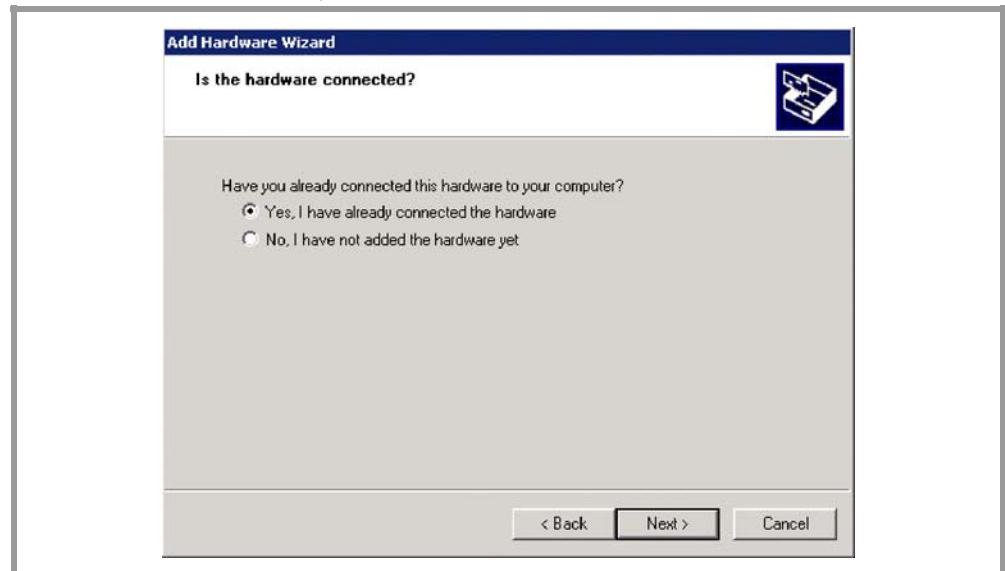 Add Hardware Wizard
Is the hardware connected?
Have you already connected this hardware to your computer?
Yes, I have already connected the hardware
No, I have not added the hardware yet
< Back Next > Cancel